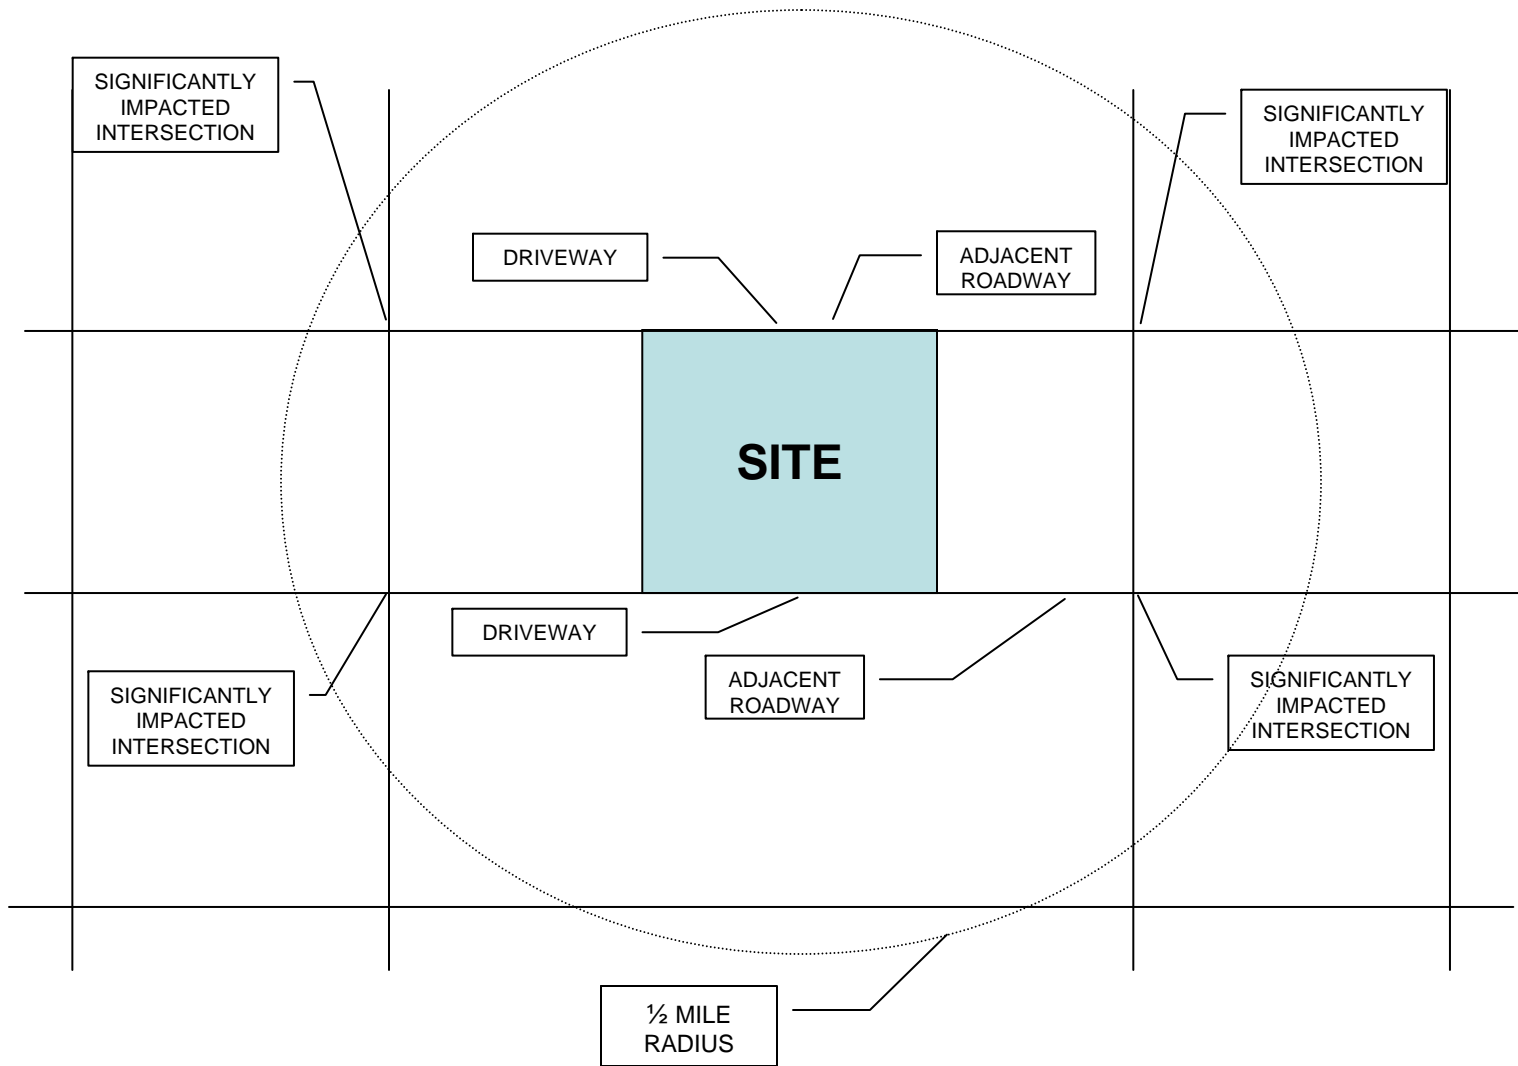 SIGNIFICANTLY
IMPACTED
INTERSECTION
SIGNIFICANTLY
IMPACTED
INTERSECTION
DRIVEWAY
ADJACENT
ROADWAY
SITE
DRIVEWAY
ADJACENT
ROADWAY
SIGNIFICANTLY
IMPACTED
INTERSECTION
SIGNIFICANTLY
IMPACTED
INTERSECTION
½ MILE
RADIUS